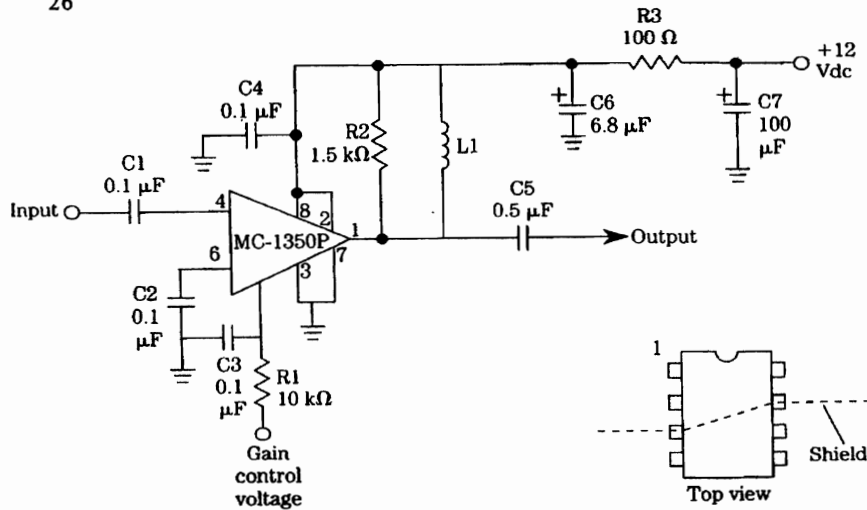 26
R3
100 Ω
+12
Vdc
C4
0.1 µF
R2
1.5 kΩ
L1
+
C6
6.8 µF
+
C7
100
µF
C1
0.1 µF
C5
0.5 µF
Input
4
8
2
1
MC-1350P
Output
6
3
7
C2
0.1
µF
C3
0.1
µF
R1
10 kΩ
Gain
control
voltage
1
Shield
Top view